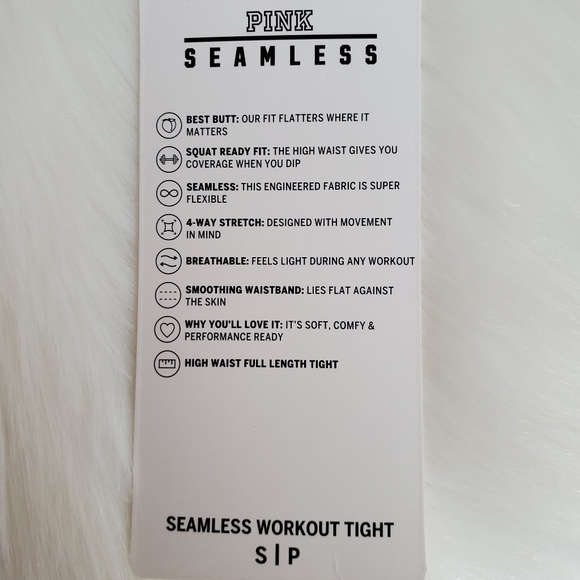 PINK
SEAMLESS
BEST BUTT: OUR FIT FLATTERS WHERE IT
MATTERS
SQUAT READY FIT: THE HIGH WAIST GIVES YOU
COVERAGE WHEN YOU DIP
SEAMLESS: THIS ENGINEERED FABRIC IS SUPER
FLEXIBLE
4-WAY STRETCH: DESIGNED WITH MOVEMENT
IN MIND
BREATHABLE: FEELS LIGHT DURING ANY WORKOUT
SMOOTHING WAISTBAND: LIES FLAT AGAINST
THE SKIN
WHY YOU'LL LOVE IT: IT'S SOFT, COMFY &
PERFORMANCE READY
HIGH WAIST FULL LENGTH TIGHT
SEAMLESS WORKOUT TIGHT
S|P